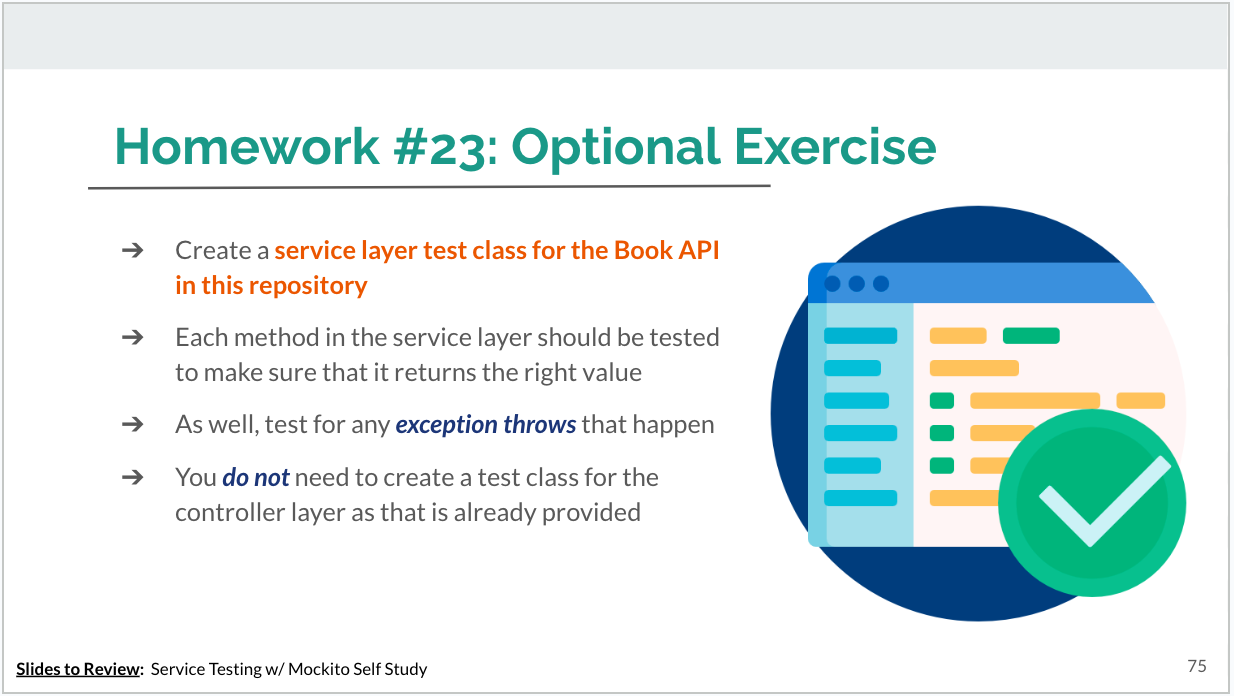 Homework #23: Optional Exercise
➔ Create a service layer test class for the Book API
in this repository
➔ Each method in the service layer should be tested
to make sure that it returns the right value
➔ As well, test for any exception throws that happen
➔ You do not need to create a test class for the
controller layer as that is already provided
Slides to Review: Service Testing w/ Mockito Self Study
75